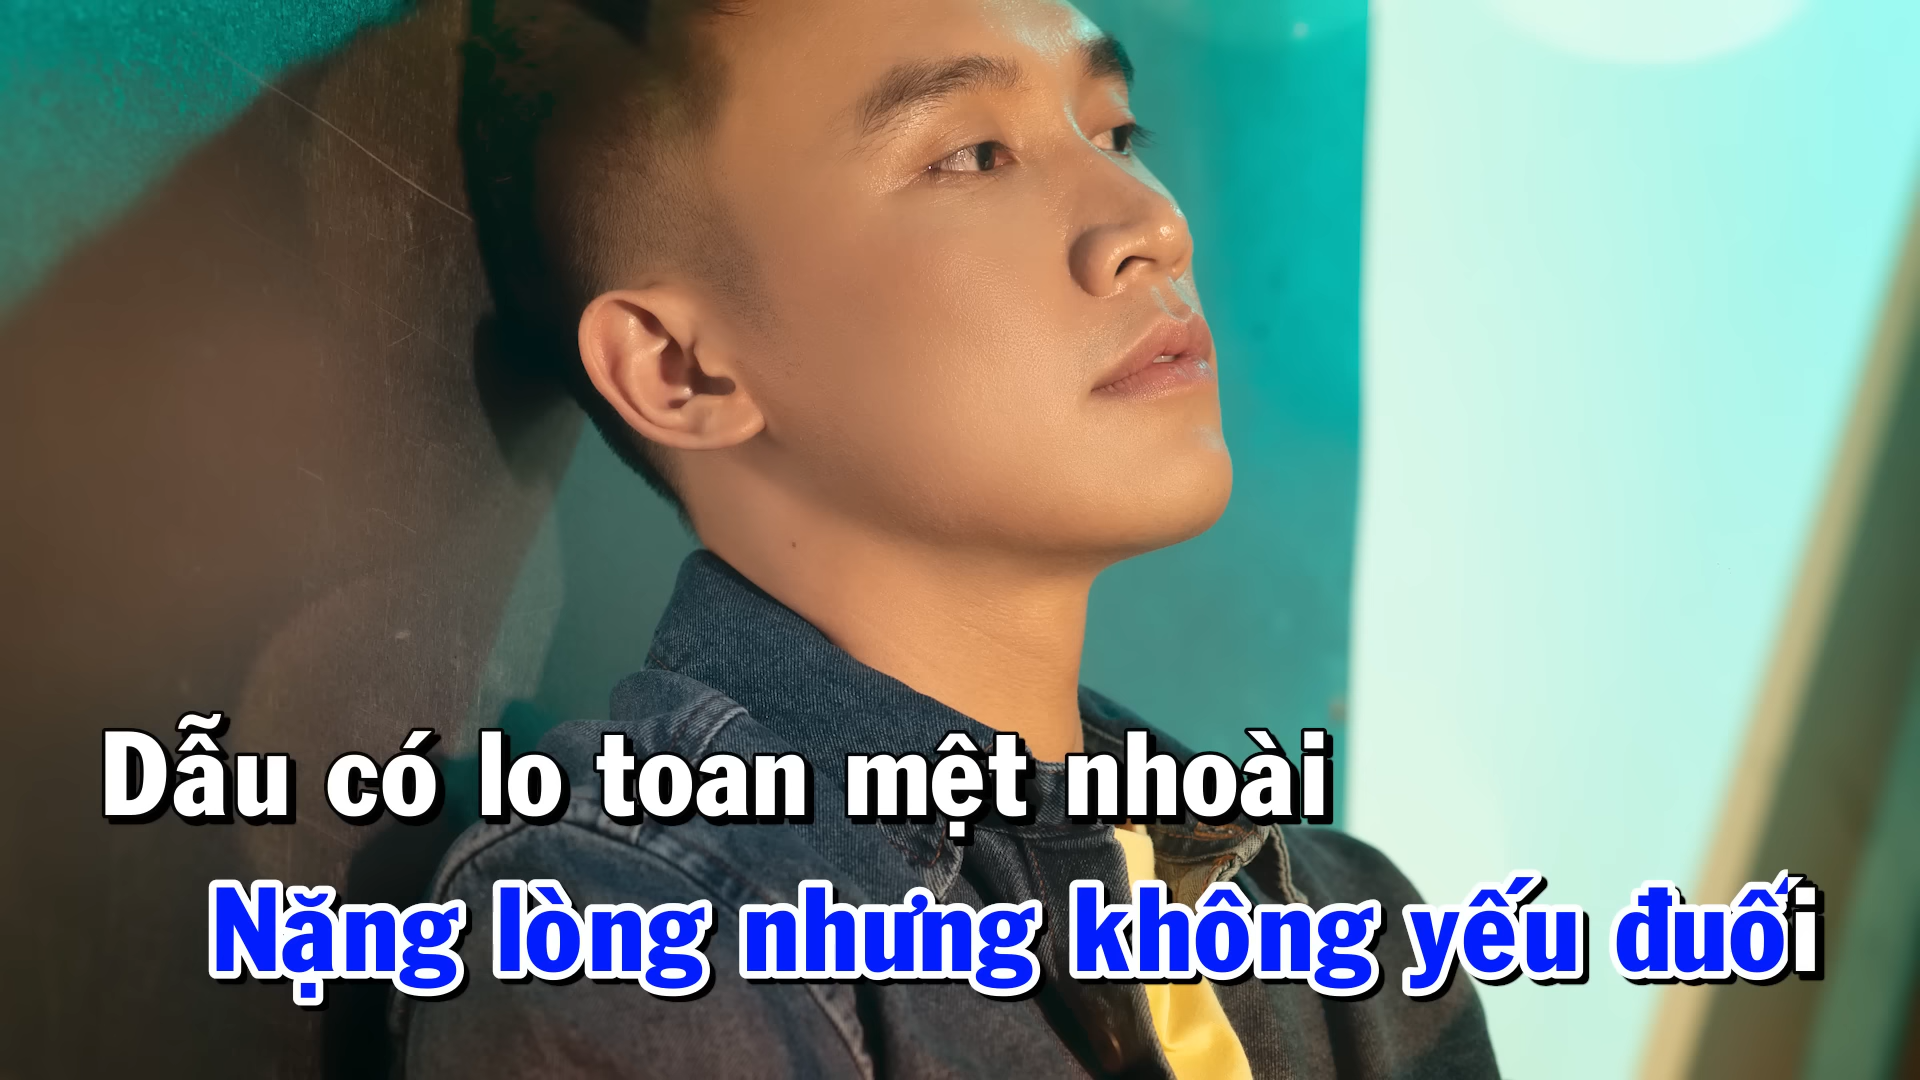 Dẫu có lo toan mệt nhoài
Nặng lòng nhưng không yếu đuối